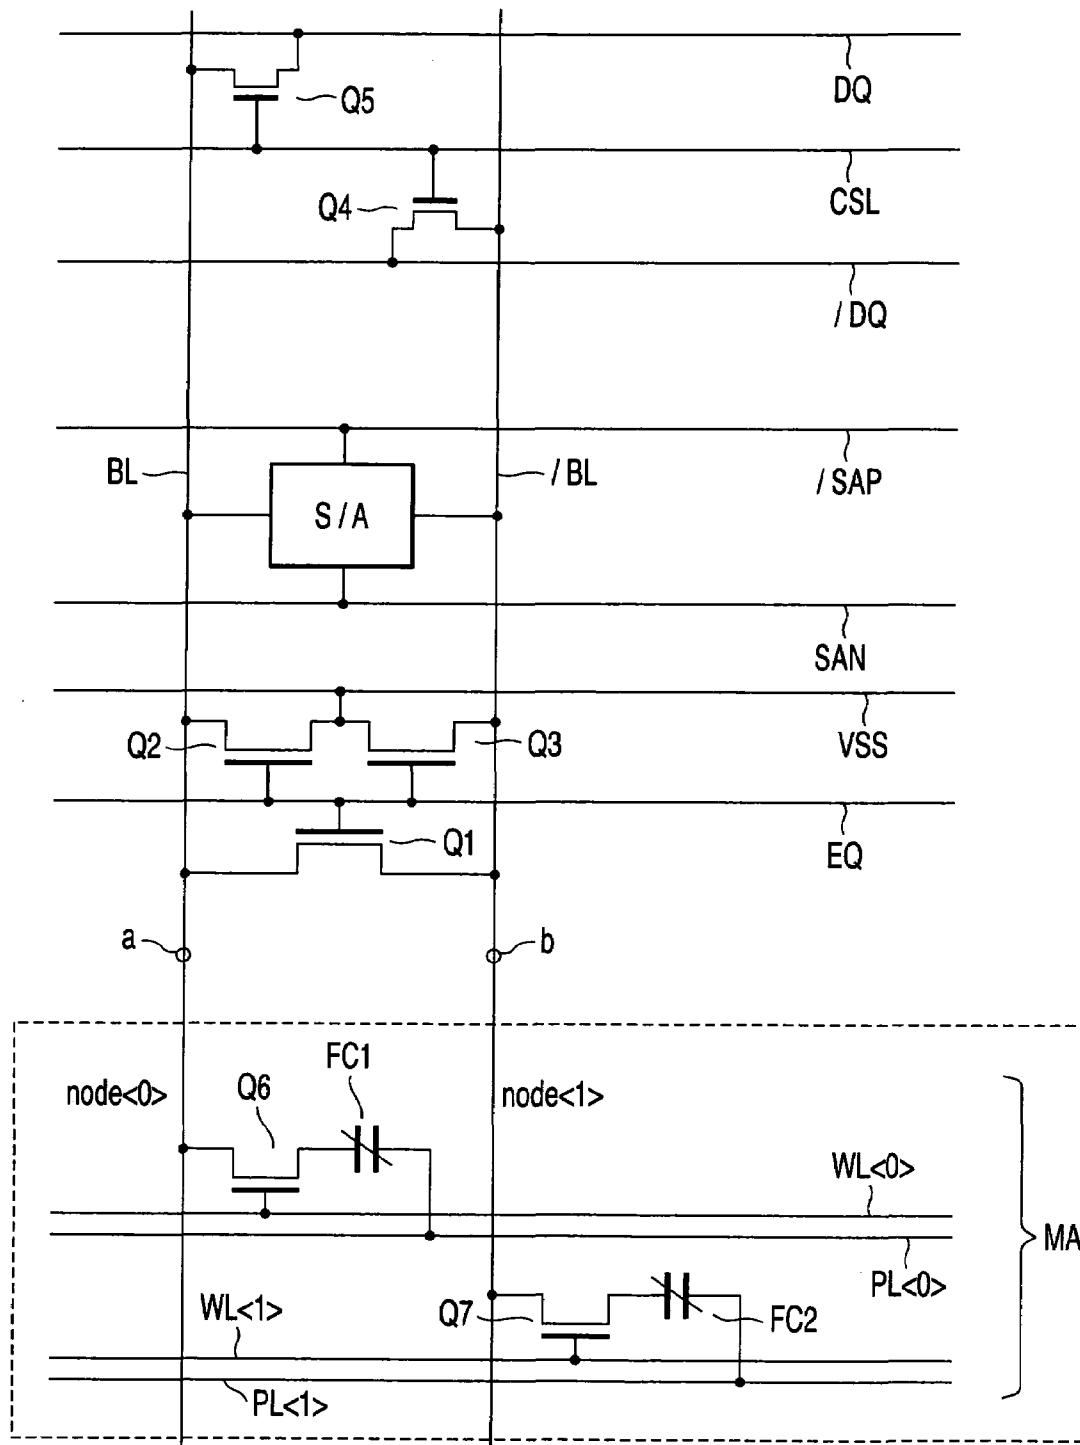 DQ
Q5
CSL
Q4
/ DQ
BL
/ BL
/ SAP
S / A
SAN
Q2
Q3
VSS
Q1
EQ
a
b
FC1
node<0>
Q6
node<1>
WL<0>
MA
PL<0>
WL<1>
Q7
FC2
PL<1>